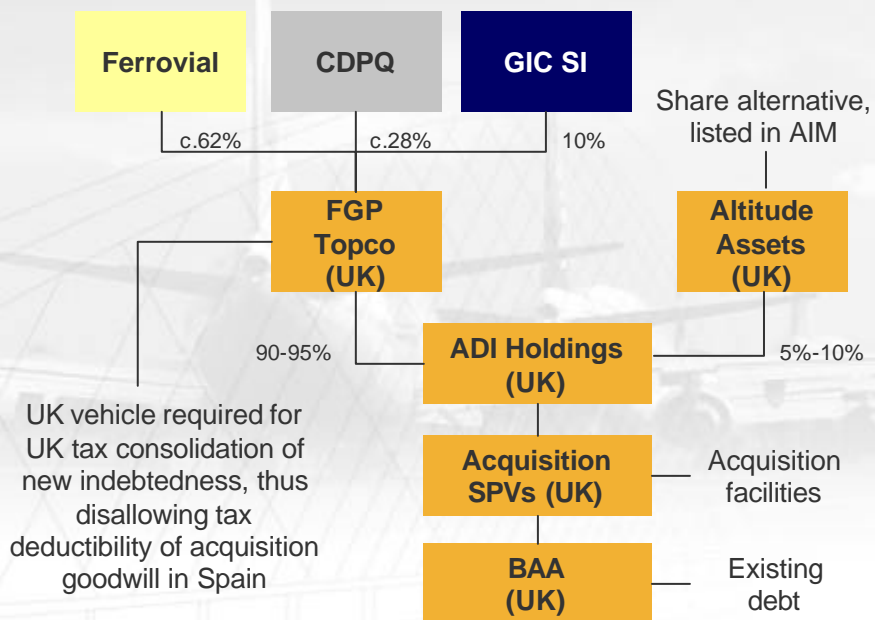 Ferrovial
CDPQ
GIC SI
Share alternative,
listed in AIM
c.62%
c.28%
10%
FGP
Topco
(UK)
Altitude
Assets
(UK)
90-95%
ADI Holdings
(UK)
5%-10%
UK vehicle required for
UK tax consolidation of
new indebtedness, thus
disallowing tax
deductibility of acquisition
goodwill in Spain
Acquisition
SPVs (UK)
Acquisition
facilities
BAA
(UK)
Existing
debt